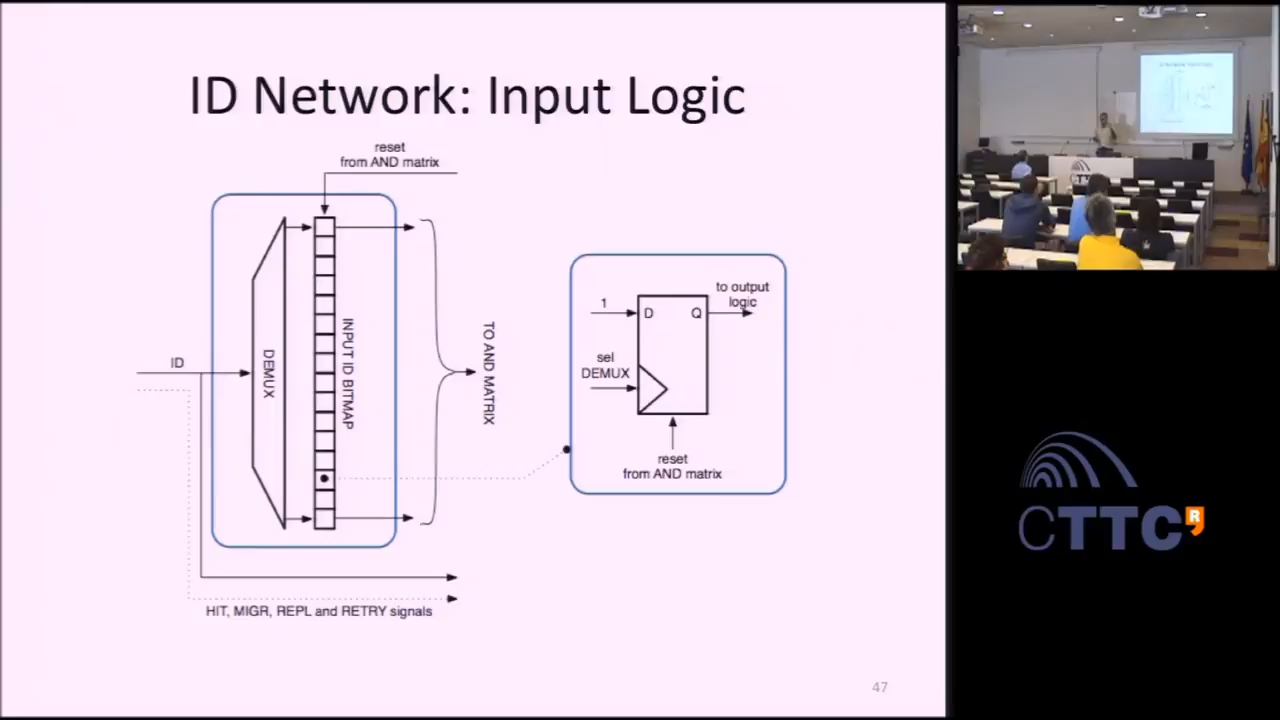 ID Network: Input Logic
reset
from AND matrix
ID
DEMUX
INPUT ID BITMAP
TO AND MATRIX
1
D
Q
to output
logic
sel
DEMUX
reset
from AND matrix
HIT, MIGR, REPL and RETRY signals
47
CTTC
R